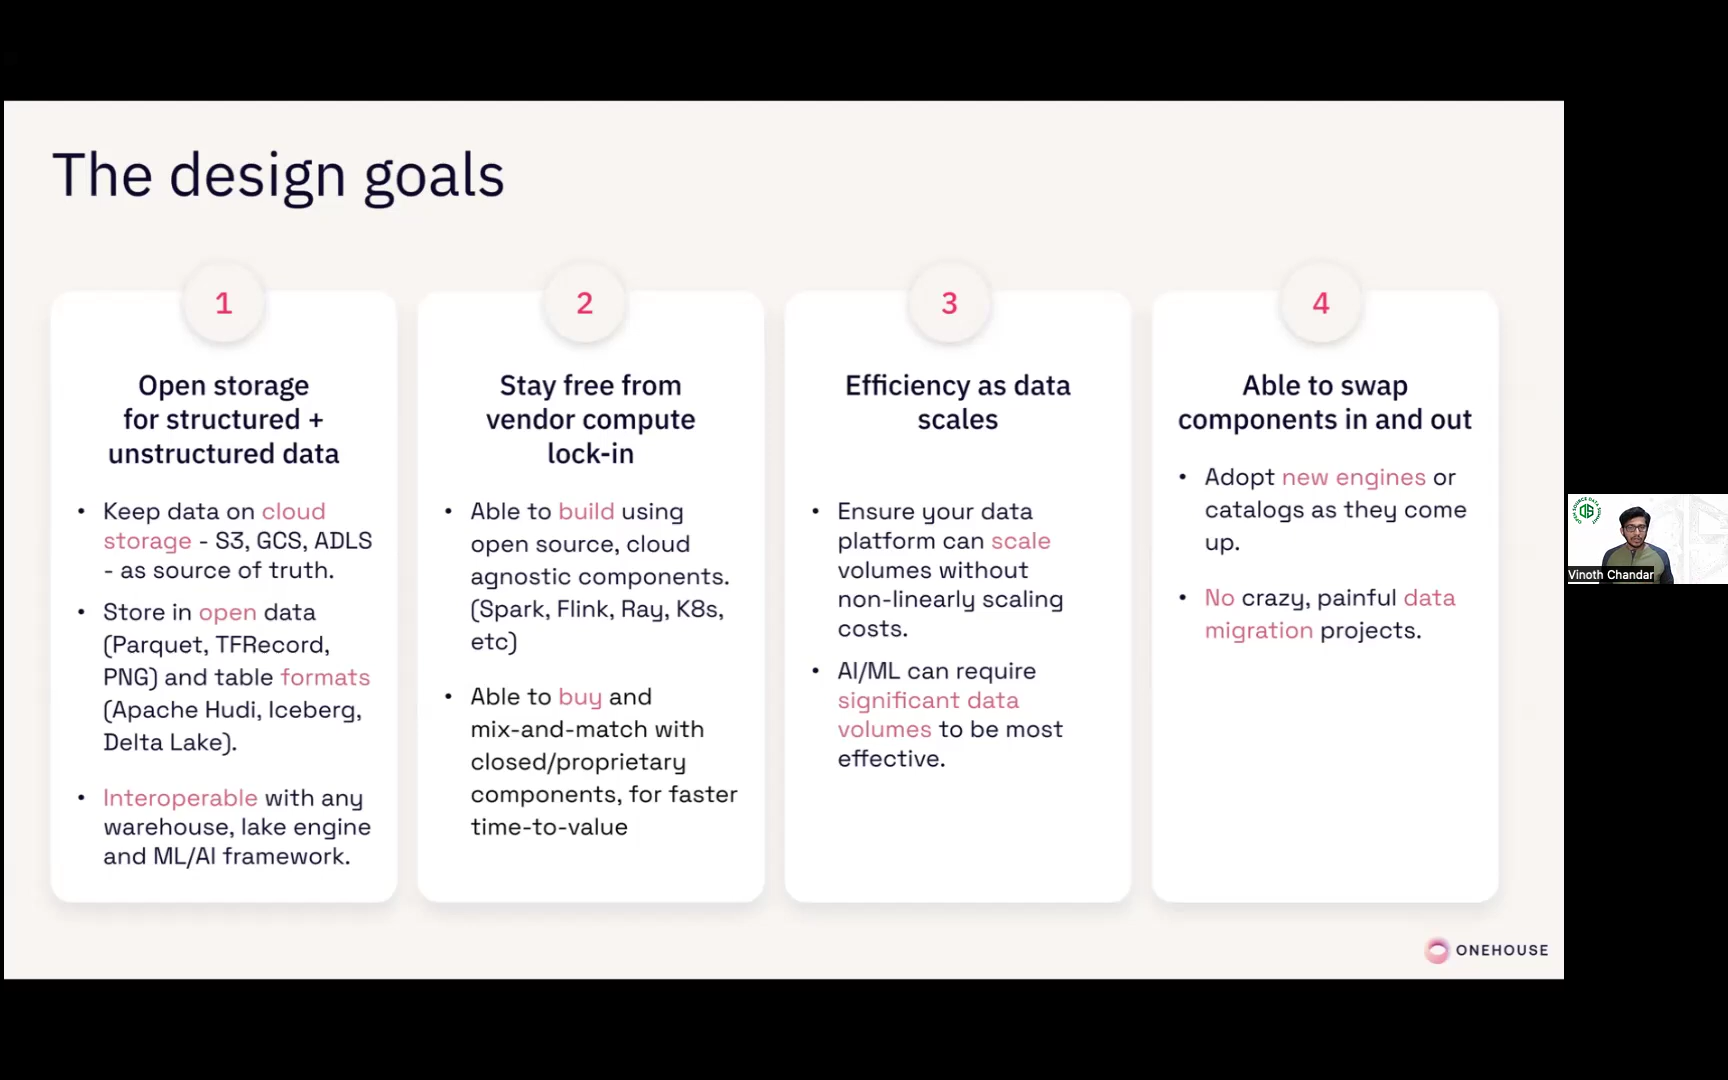 The design goals
1
Open storage
for structured +
unstructured data
• Keep data on cloud
storage - S3, GCS, ADLS
- as source of truth.
• Store in open data
(Parquet, TFRecord,
PNG) and table formats
(Apache Hudi, Iceberg,
Delta Lake).
• Interoperable with any
warehouse, lake engine
and ML/AI framework.
2
Stay free from
vendor compute
lock-in
• Able to build using
open source, cloud
agnostic components.
(Spark, Flink, Ray, K8s,
etc)
• Able to buy and
mix-and-match with
closed/proprietary
components, for faster
time-to-value
3
Efficiency as data
scales
• Ensure your data
platform can scale
volumes without
non-linearly scaling
costs.
• AI/ML can require
significant data
volumes to be most
effective.
4
Able to swap
components in and out
• Adopt new engines or
catalogs as they come
up.
• No crazy, painful data
migration projects.
ONEHOUSE
OPEN SOURCE DATA SUMMIT
Vinoth Chandar